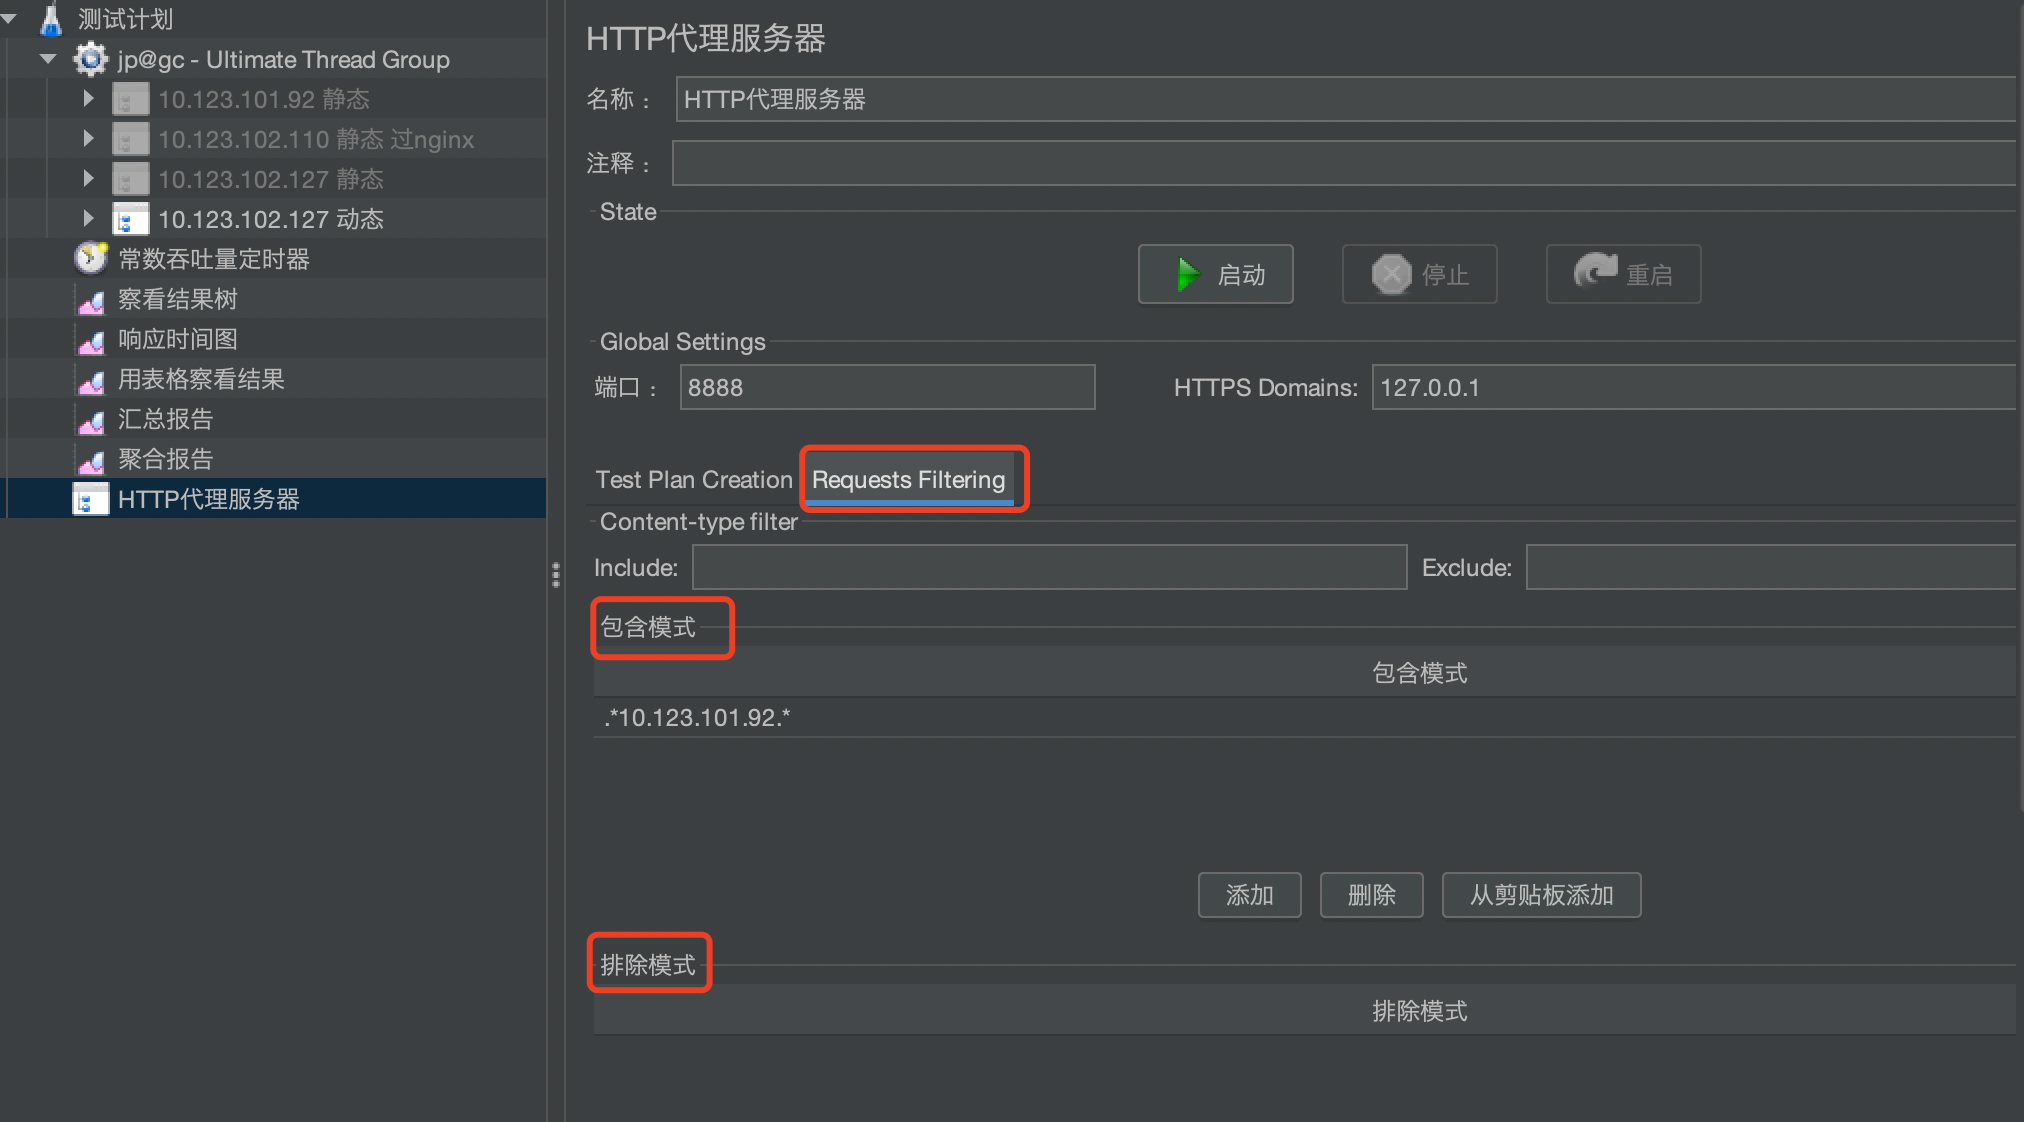 测试计划
jp@gc - Ultimate Thread Group
10.123.101.92 静态
10.123.102.110 静态 过nginx
10.123.102.127 静态
10.123.102.127 动态
常数吞吐量定时器
察看结果树
响应时间图
用表格察看结果
汇总报告
聚合报告
HTTP代理服务器
HTTP代理服务器
名称： HTTP代理服务器
注释：
State
启动 停止 重启
Global Settings
端口： 8888 HTTPS Domains: 127.0.0.1
Test Plan Creation Requests Filtering
Content-type filter
Include: Exclude:
包含模式
包含模式
.*10.123.101.92.*
添加 删除 从剪贴板添加
排除模式
排除模式